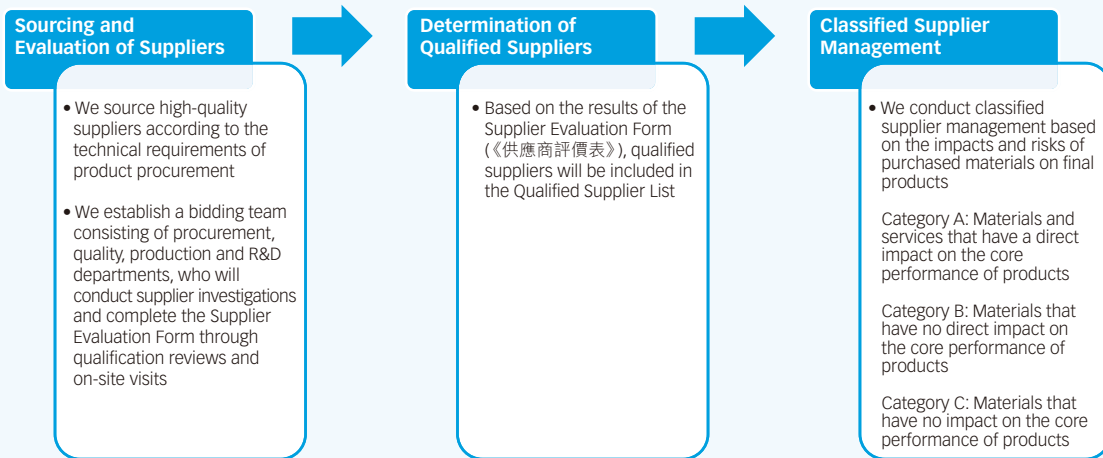 Sourcing and
Evaluation of Suppliers
• We source high-quality
suppliers according to the
technical requirements of
product procurement
• We establish a bidding team
consisting of procurement,
quality, production and R&D
departments, who will
conduct supplier investigations
and complete the Supplier
Evaluation Form through
qualification reviews and
on-site visits
Determination of
Qualified Suppliers
• Based on the results of the
Supplier Evaluation Form
(《供應商評價表》), qualified
suppliers will be included in
the Qualified Supplier List
Classified Supplier
Management
• We conduct classified
supplier management based
on the impacts and risks of
purchased materials on final
products
Category A: Materials and
services that have a direct
impact on the core
performance of products
Category B: Materials that
have no direct impact on
the core performance of
products
Category C: Materials that
have no impact on the core
performance of products